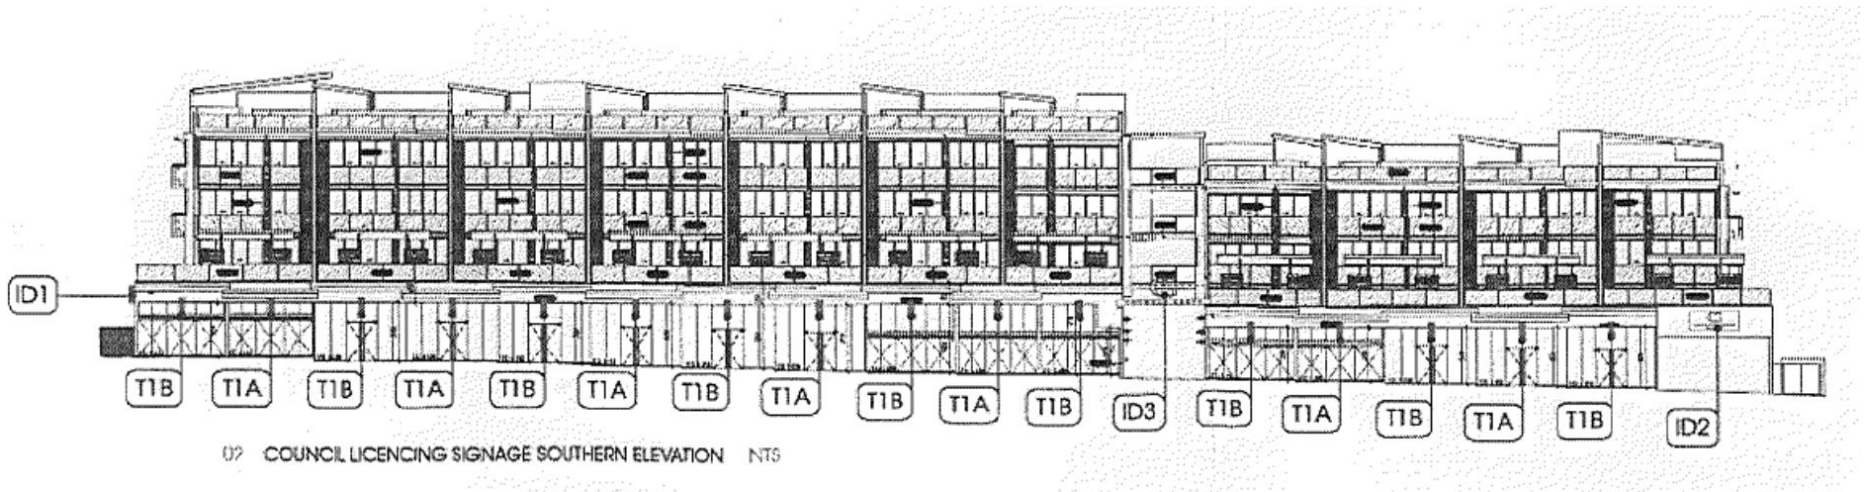 ID1
T1B T1A T1B T1A T1B T1A T1B T1A T1B T1A T1B ID3 T1B T1A T1B T1A T1B ID2
02 COUNCIL LICENCING SIGNAGE SOUTHERN ELEVATION NTS